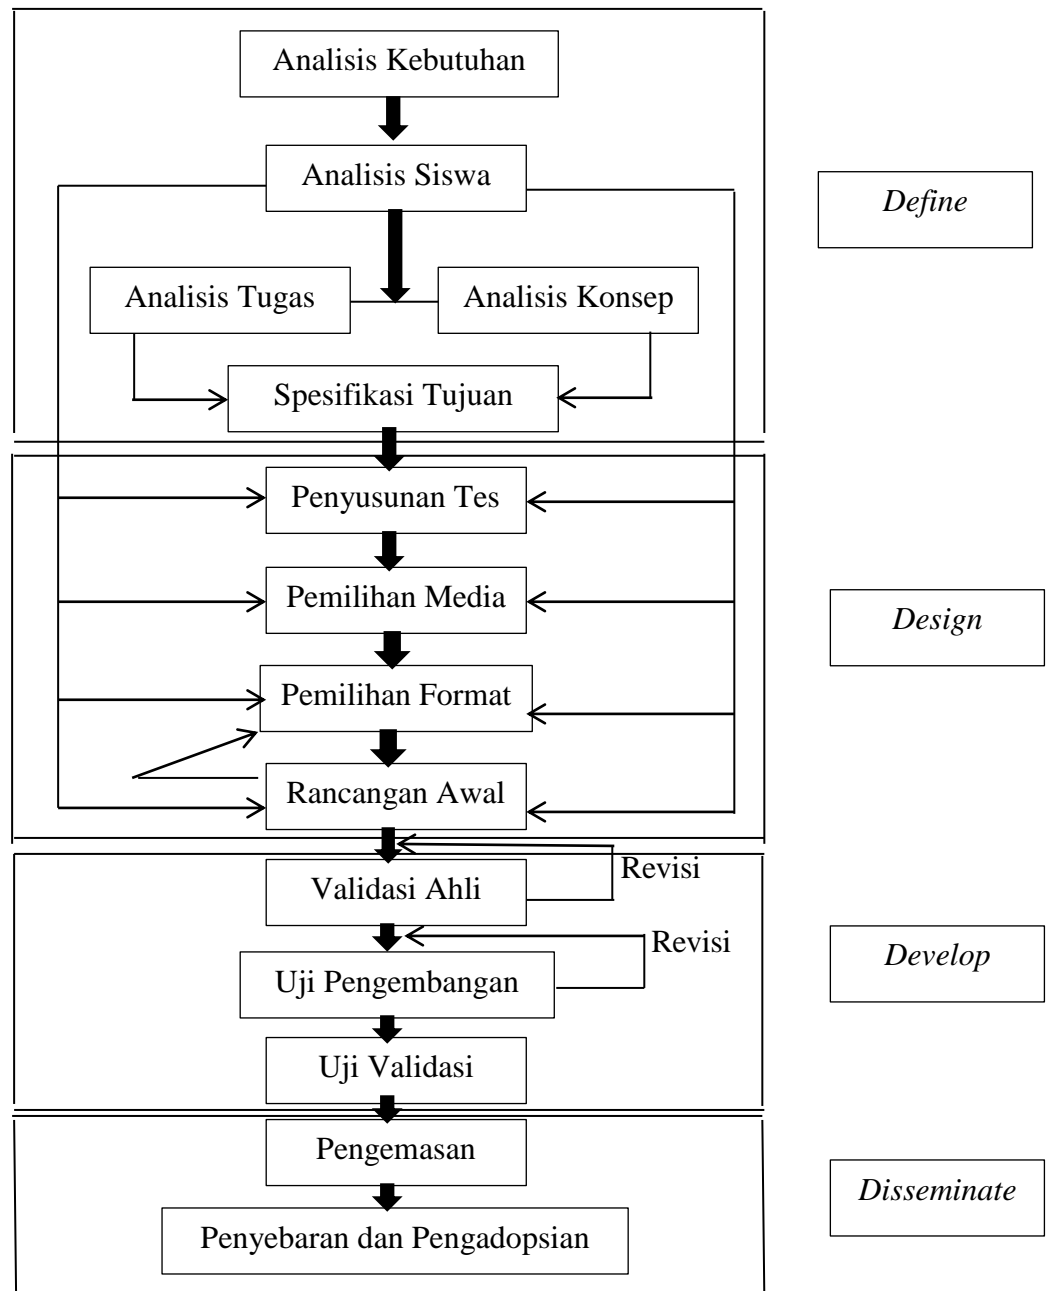 Analisis Kebutuhan
Analisis Siswa
Define
Analisis Tugas
Analisis Konsep
Spesifikasi Tujuan
Penyusunan Tes
Pemilihan Media
Design
Pemilihan Format
Rancangan Awal
Revisi
Validasi Ahli
Revisi
Develop
Uji Pengembangan
Uji Validasi
Pengemasan
Disseminate
Penyebaran dan Pengadopsian